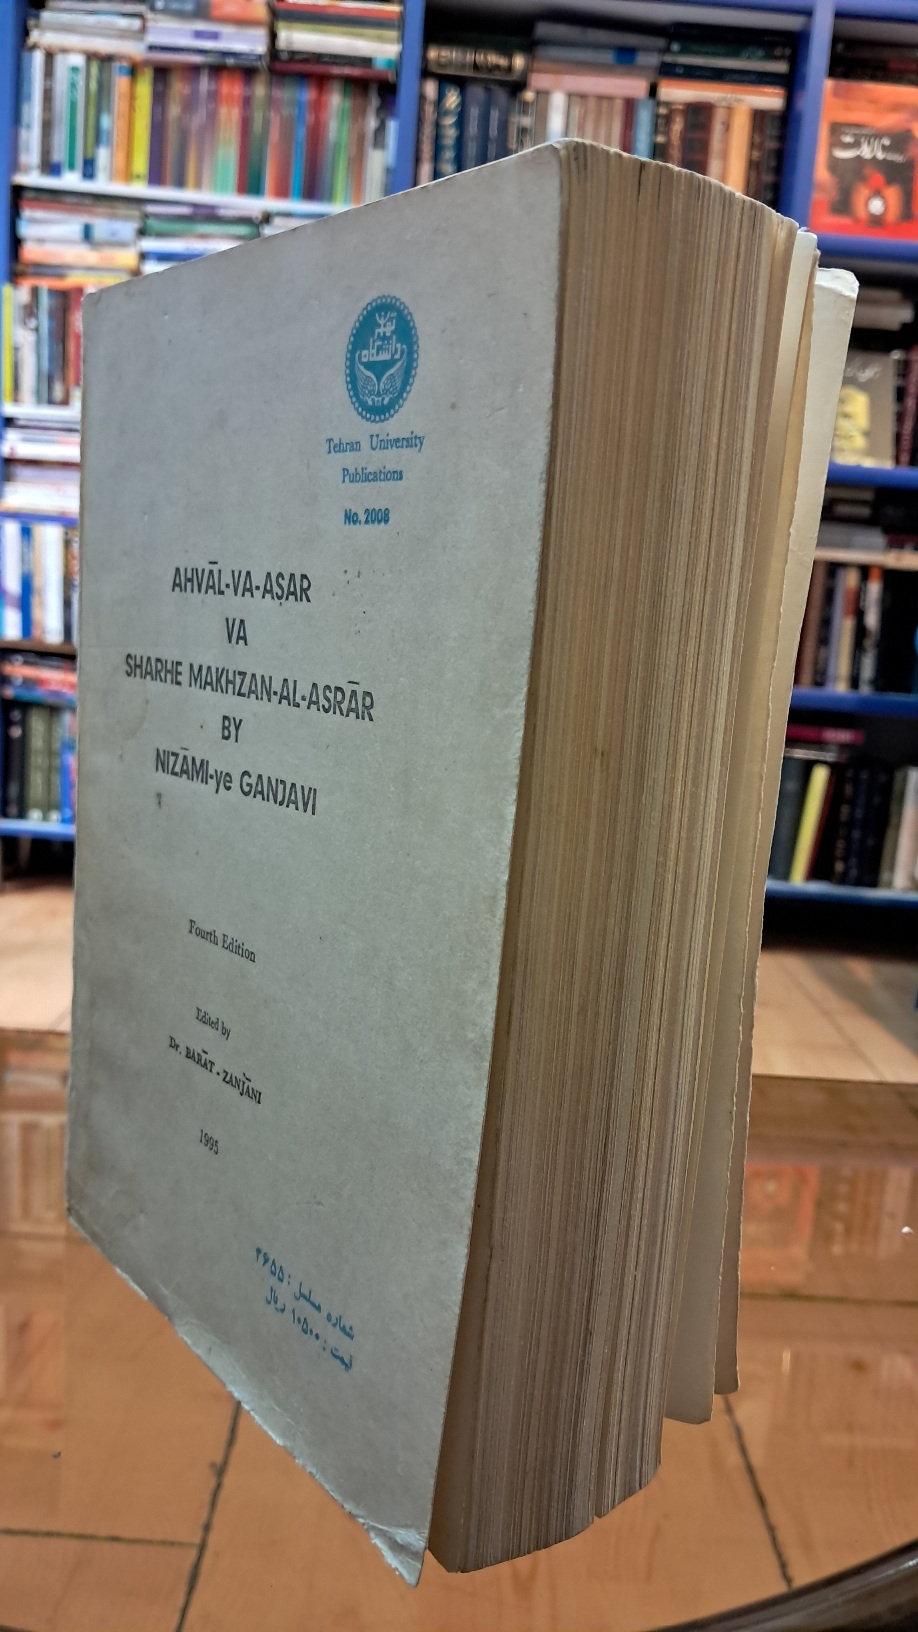 تهران
دانشگاه
Tehran University
Publications
No. 2008
AHVĀL-VA-AṢAR
VA
SHARHE MAKHZAN-AL-ASRĀR
BY
NIZĀMI-ye GANJAVI
Fourth Edition
Edited by
Dr. BARĀT - ZANJĀNI
1995
شماره مسلسل : ۳۶۵۵
قیمت : ۱۰۵۰۰ ریال